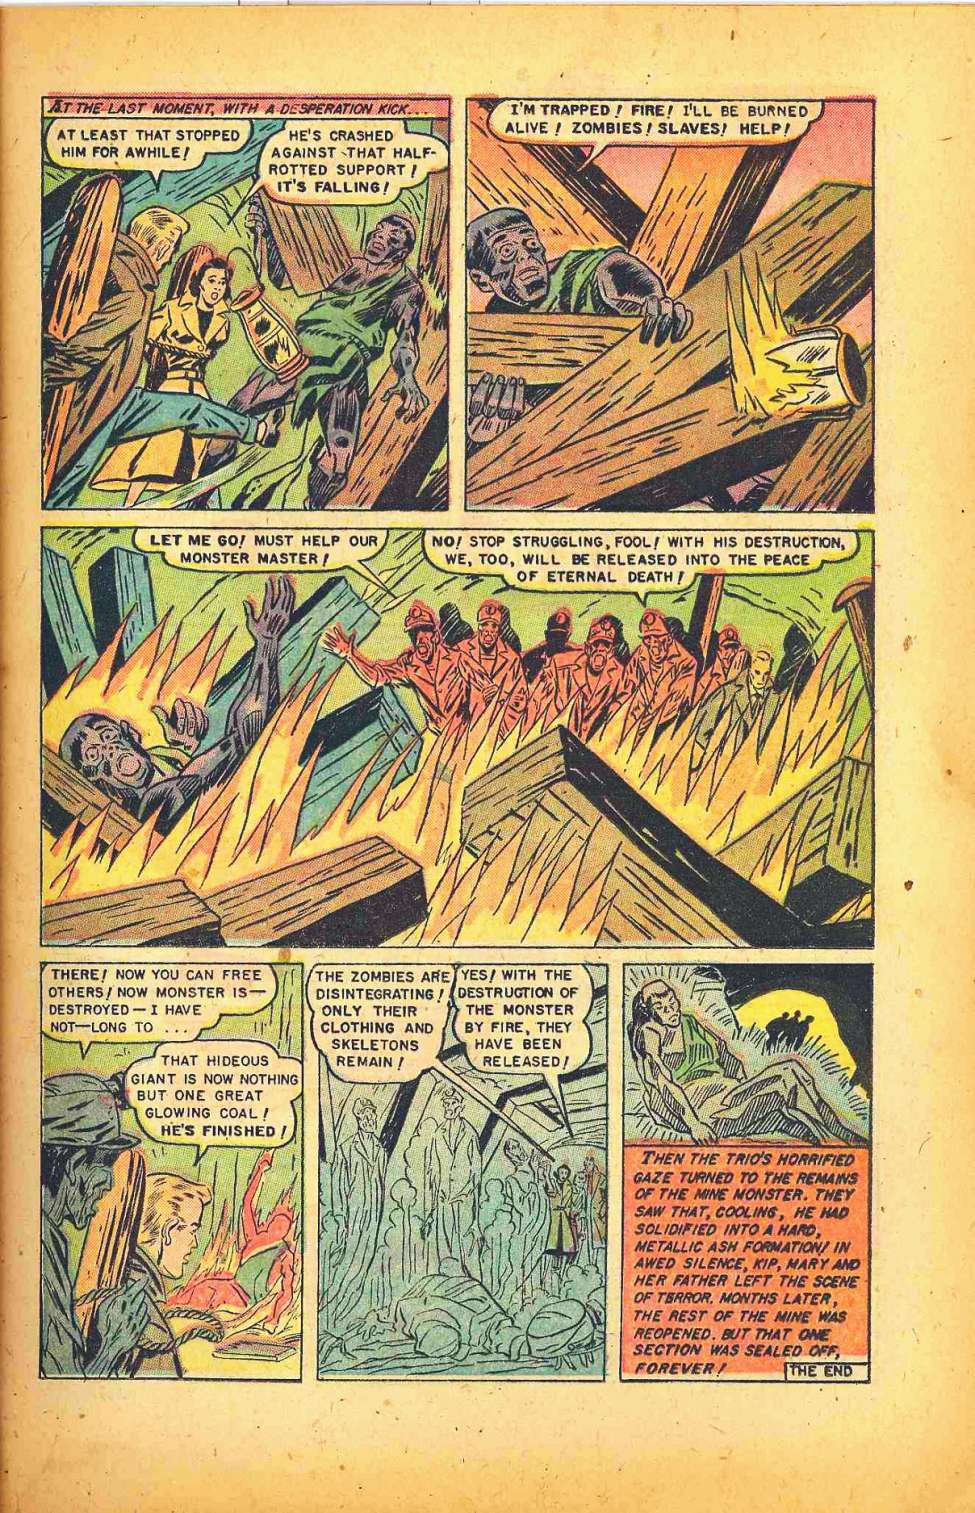 AT THE LAST MOMENT, WITH A DESPERATION KICK...
AT LEAST THAT STOPPED
HIM FOR AWHILE!
HE'S CRASHED
AGAINST THAT HALF-
ROTTED SUPPORT!
IT'S FALLING!
I'M TRAPPED! FIRE! I'LL BE BURNED
ALIVE! ZOMBIES! SLAVES! HELP!
LET ME GO! MUST HELP OUR
MONSTER MASTER!
NO! STOP STRUGGLING, FOOL! WITH HIS DESTRUCTION,
WE, TOO, WILL BE RELEASED INTO THE PEACE
OF ETERNAL DEATH!
THERE! NOW YOU CAN FREE
OTHERS! NOW MONSTER IS—
DESTROYED — I HAVE
NOT—LONG TO ...
THAT HIDEOUS
GIANT IS NOW NOTHING
BUT ONE GREAT
GLOWING COAL!
HE'S FINISHED!
THE ZOMBIES ARE
DISINTEGRATING!
ONLY THEIR
CLOTHING AND
SKELETONS
REMAIN!
YES! WITH THE
DESTRUCTION OF
THE MONSTER
BY FIRE, THEY
HAVE BEEN
RELEASED!
THEN THE TRIO'S HORRIFIED
GAZE TURNED TO THE REMAINS
OF THE MINE MONSTER. THEY
SAW THAT, COOLING, HE HAD
SOLIDIFIED INTO A HARD,
METALLIC ASH FORMATION! IN
AWED SILENCE, KIP, MARY AND
HER FATHER LEFT THE SCENE
OF TERROR. MONTHS LATER,
THE REST OF THE MINE WAS
REOPENED. BUT THAT ONE
SECTION WAS SEALED OFF,
FOREVER!
THE END